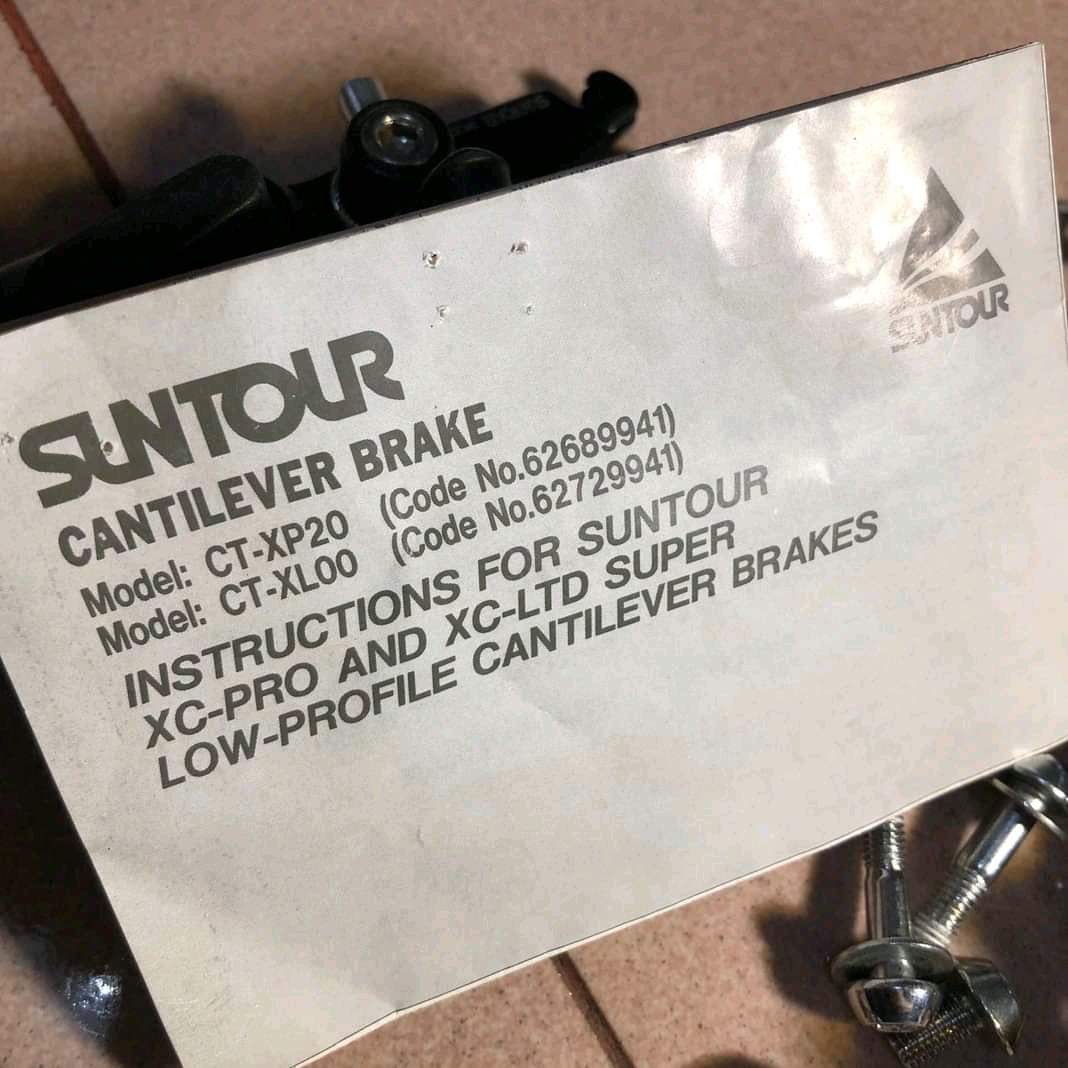 SUNTOUR
SUNTOUR
CANTILEVER BRAKE
Model: CT-XP20 (Code No.62689941)
Model: CT-XL00 (Code No.62729941)
INSTRUCTIONS FOR SUNTOUR
XC-PRO AND XC-LTD SUPER
LOW-PROFILE CANTILEVER BRAKES